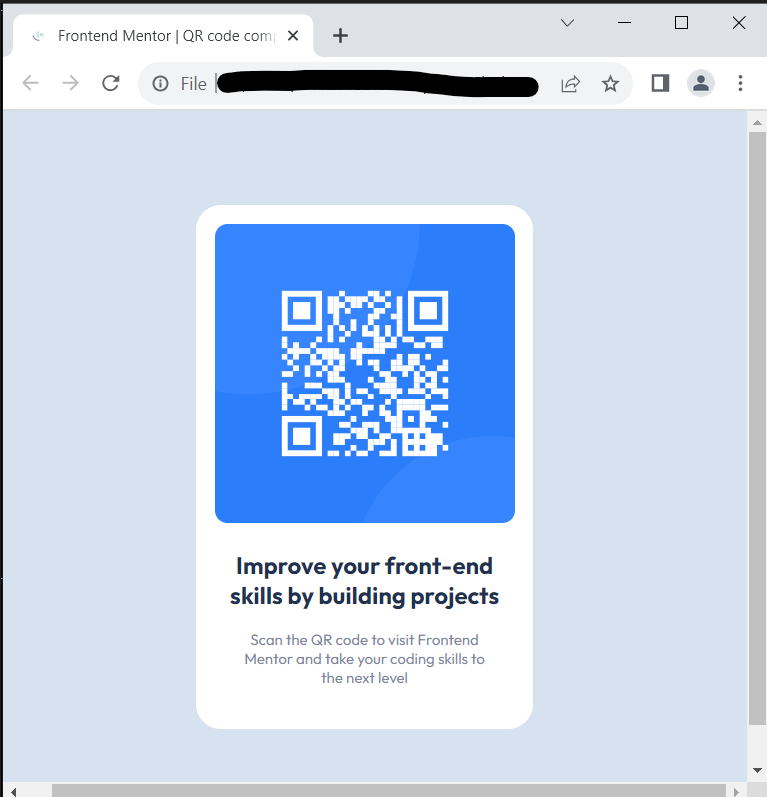 Frontend Mentor | QR code comp
File
Improve your front-end
skills by building projects
Scan the QR code to visit Frontend
Mentor and take your coding skills to
the next level